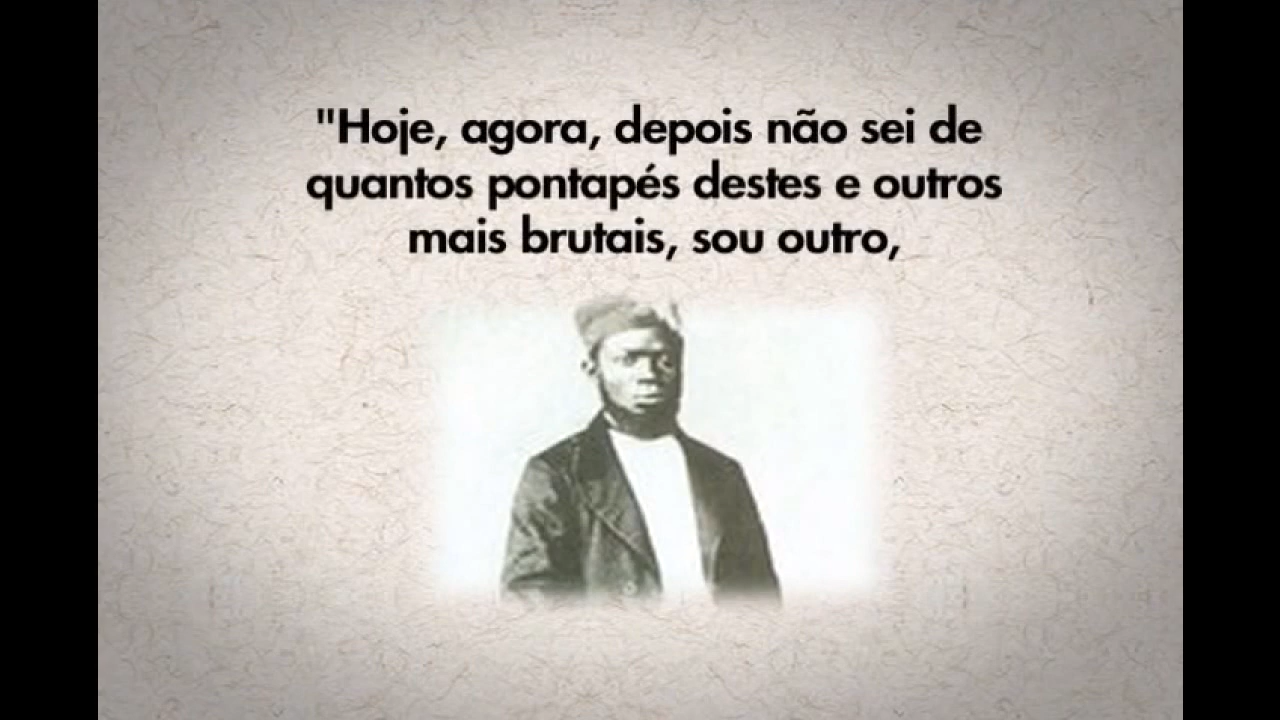 "Hoje, agora, depois não sei de
quantos pontapés destes e outros
mais brutais, sou outro,